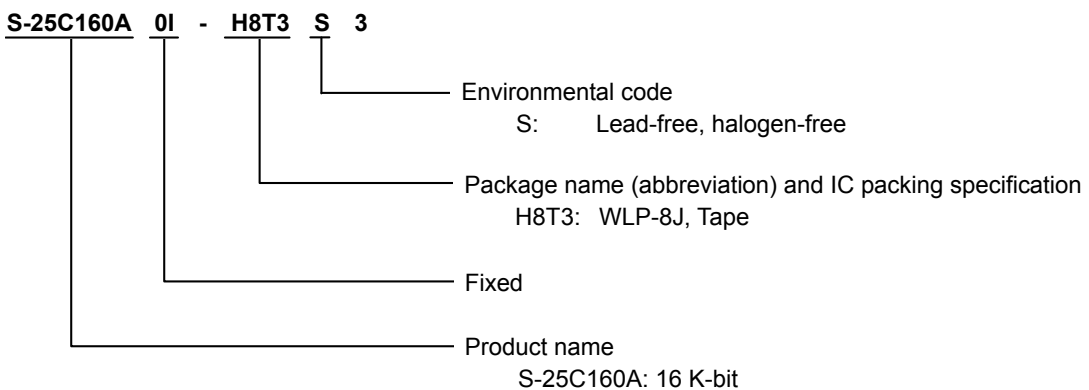 S-25C160A 0I - H8T3 S 3
Environmental code
S: Lead-free, halogen-free
Package name (abbreviation) and IC packing specification
H8T3: WLP-8J, Tape
Fixed
Product name
S-25C160A: 16 K-bit